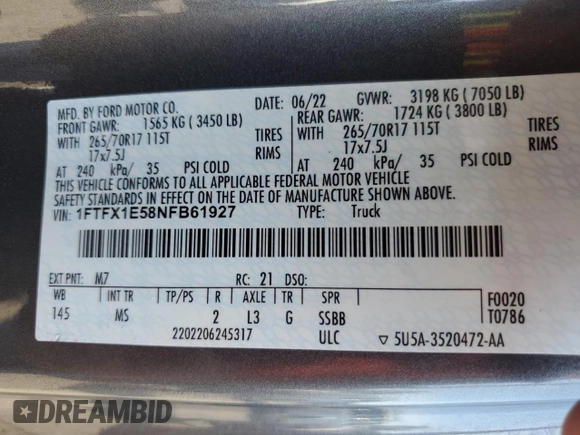 MFD. BY FORD MOTOR CO. DATE: 06/22 GVWR: 3198 KG ( 7050 LB)
FRONT GAWR: 1565 KG ( 3450 LB) REAR GAWR: 1724 KG ( 3800 LB)
WITH 265/70R17 115T TIRES WITH 265/70R17 115T TIRES
17x7.5J RIMS 17x7.5J RIMS
AT 240 kPa/ 35 PSI COLD AT 240 kPa/ 35 PSI COLD
THIS VEHICLE CONFORMS TO ALL APPLICABLE FEDERAL MOTOR VEHICLE
SAFETY STANDARDS IN EFFECT ON THE DATE OF MANUFACTURE SHOWN ABOVE.
VIN: 1FTFX1E58NFB61927 TYPE: Truck
EXT PNT: M7 RC: 21 DSO:
WB INT TR TP/PS R AXLE TR SPR F0020
145 MS 2 L3 G SSBB T0786
2202206245317 ULC ▽ 5U5A-3520472-AA
DREAMBID